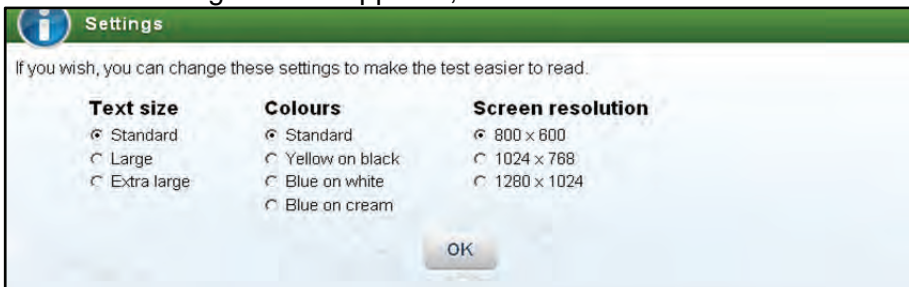 Settings
If you wish, you can change these settings to make the test easier to read.
Text size Colours Screen resolution
Standard Standard 800 x 600
Large Yellow on black 1024 x 768
Extra large Blue on white 1280 x 1024
Blue on cream
OK